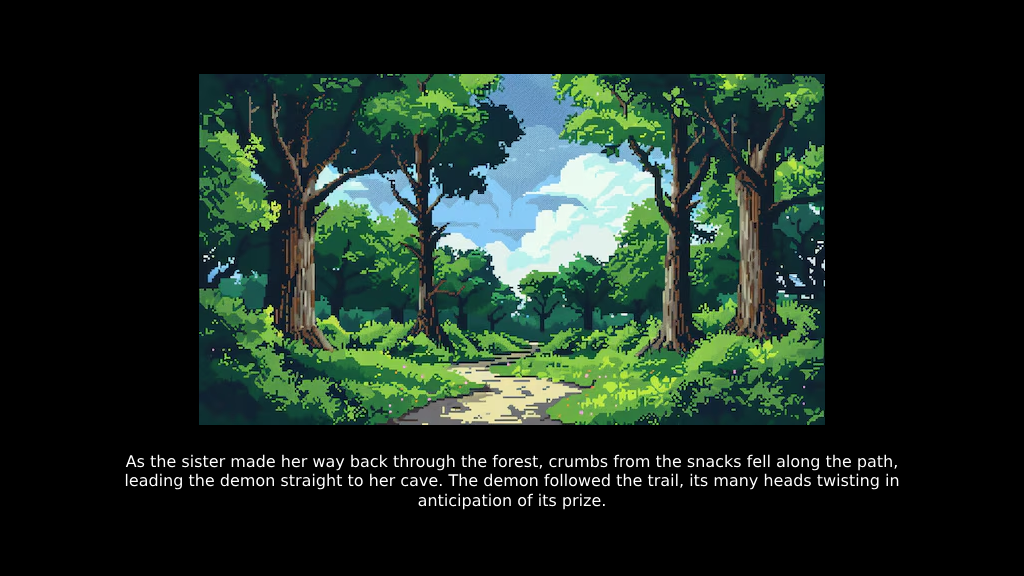 As the sister made her way back through the forest, crumbs from the snacks fell along the path,
leading the demon straight to her cave. The demon followed the trail, its many heads twisting in
anticipation of its prize.